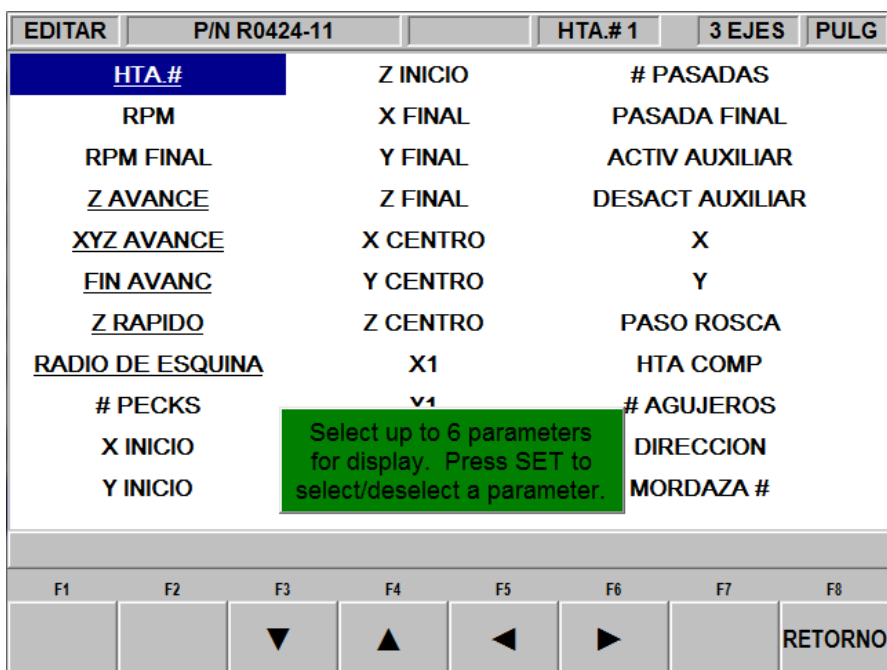 EDITAR P/N R0424-11 HTA.# 1 3 EJES PULG
HTA.# Z INICIO # PASADAS
RPM X FINAL PASADA FINAL
RPM FINAL Y FINAL ACTIV AUXILIAR
Z AVANCE Z FINAL DESACT AUXILIAR
XYZ AVANCE X CENTRO X
FIN AVANC Y CENTRO Y
Z RAPIDO Z CENTRO PASO ROSCA
RADIO DE ESQUINA X1 HTA COMP
# PECKS Y1 # AGUJEROS
X INICIO DIRECCION
Y INICIO MORDAZA #
Select up to 6 parameters
for display. Press SET to
select/deselect a parameter.
F1 F2 F3 F4 F5 F6 F7 F8
▼ ▲ ◄ ► RETORNO